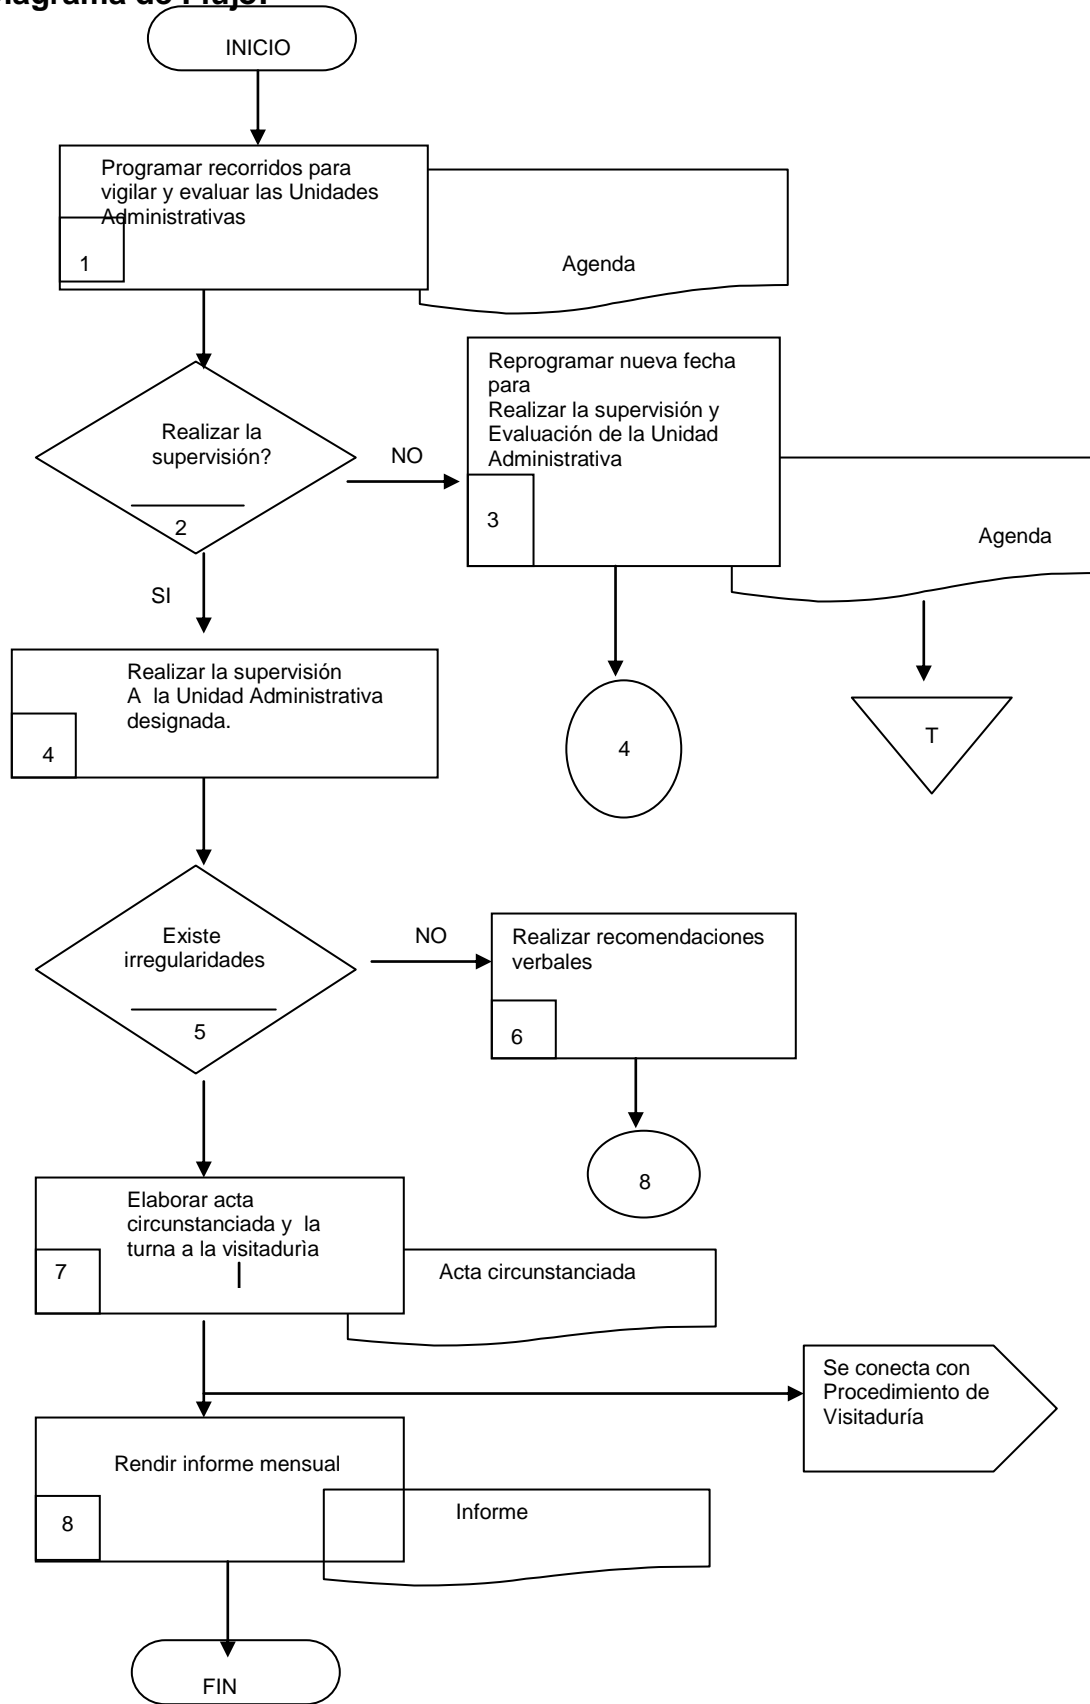 Diagrama de Flujo:
INICIO
Programar recorridos para
vigilar y evaluar las Unidades
Administrativas
1
Agenda
Realizar la
supervisión?
2
NO
Reprogramar nueva fecha
para
Realizar la supervisión y
Evaluación de la Unidad
Administrativa
3
Agenda
SI
4
T
Realizar la supervisión
A la Unidad Administrativa
designada.
4
Existe
irregularidades
5
NO
Realizar recomendaciones
verbales
6
8
Elaborar acta
circunstanciada y la
turna a la visitadurìa
7
Acta circunstanciada
Se conecta con
Procedimiento de
Visitaduría
Rendir informe mensual
8
Informe
FIN